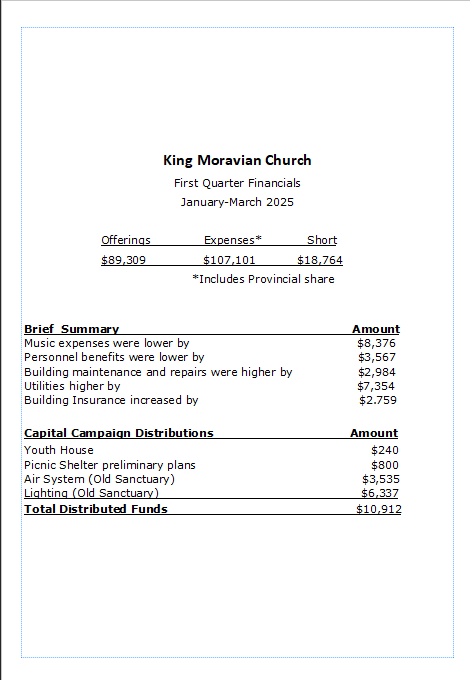 King Moravian Church
First Quarter Financials
January-March 2025
Offerings Expenses* Short
$89,309 $107,101 $18,764
*Includes Provincial share
Brief Summary Amount
Music expenses were lower by $8,376
Personnel benefits were lower by $3,567
Building maintenance and repairs were higher by $2,984
Utilities higher by $7,354
Building Insurance increased by $2.759
Capital Campaign Distributions Amount
Youth House $240
Picnic Shelter preliminary plans $800
Air System (Old Sanctuary) $3,535
Lighting (Old Sanctuary) $6,337
Total Distributed Funds $10,912